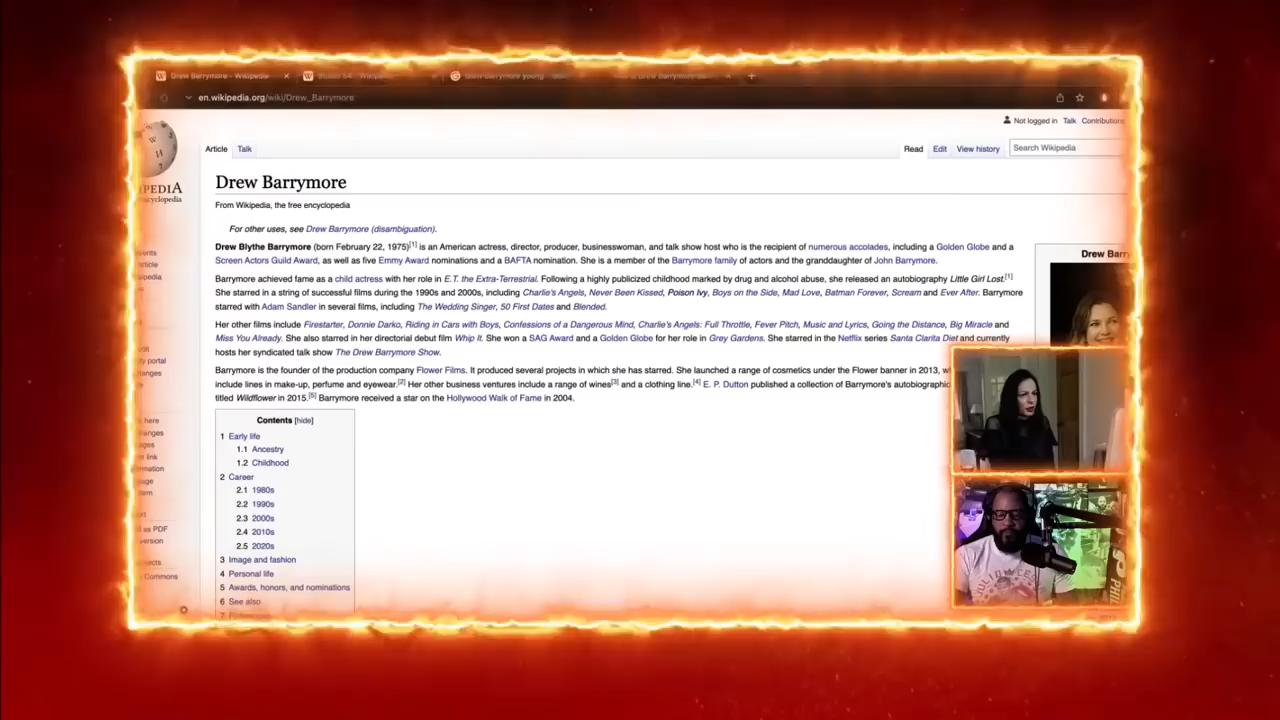 Drew Barrymore - Wikipedia
en.wikipedia.org/wiki/Drew_Barrymore
Not logged in Talk Contributions
Article Talk
Read Edit View history Search Wikipedia
Drew Barrymore
From Wikipedia, the free encyclopedia
For other uses, see Drew Barrymore (disambiguation).
Drew Blythe Barrymore (born February 22, 1975)[1] is an American actress, director, producer, businesswoman, and talk show host who is the recipient of numerous accolades, including a Golden Globe and a
Screen Actors Guild Award, as well as five Emmy Award nominations and a BAFTA nomination. She is a member of the Barrymore family of actors and the granddaughter of John Barrymore.
Drew Barry
Barrymore achieved fame as a child actress with her role in E.T. the Extra-Terrestrial. Following a highly publicized childhood marked by drug and alcohol abuse, she released an autobiography Little Girl Lost.[1]
She starred in a string of successful films during the 1990s and 2000s, including Charlie's Angels, Never Been Kissed, Poison Ivy, Boys on the Side, Mad Love, Batman Forever, Scream and Ever After. Barrymore
starred with Adam Sandler in several films, including The Wedding Singer, 50 First Dates and Blended.
Her other films include Firestarter, Donnie Darko, Riding in Cars with Boys, Confessions of a Dangerous Mind, Charlie's Angels: Full Throttle, Fever Pitch, Music and Lyrics, Going the Distance, Big Miracle and
Miss You Already. She also starred in her directorial debut film Whip It. She won a SAG Award and a Golden Globe for her role in Grey Gardens. She starred in the Netflix series Santa Clarita Diet and currently
hosts her syndicated talk show The Drew Barrymore Show.
Barrymore is the founder of the production company Flower Films. It produced several projects in which she has starred. She launched a range of cosmetics under the Flower banner in 2013, w
include lines in make-up, perfume and eyewear.[2] Her other business ventures include a range of wines[3] and a clothing line.[4] E. P. Dutton published a collection of Barrymore's autobiographic
titled Wildflower in 2015.[5] Barrymore received a star on the Hollywood Walk of Fame in 2004.
Contents [hide]
1 Early life
1.1 Ancestry
1.2 Childhood
2 Career
2.1 1980s
2.2 1990s
2.3 2000s
2.4 2010s
2.5 2020s
3 Image and fashion
4 Personal life
5 Awards, honors, and nominations
6 See also